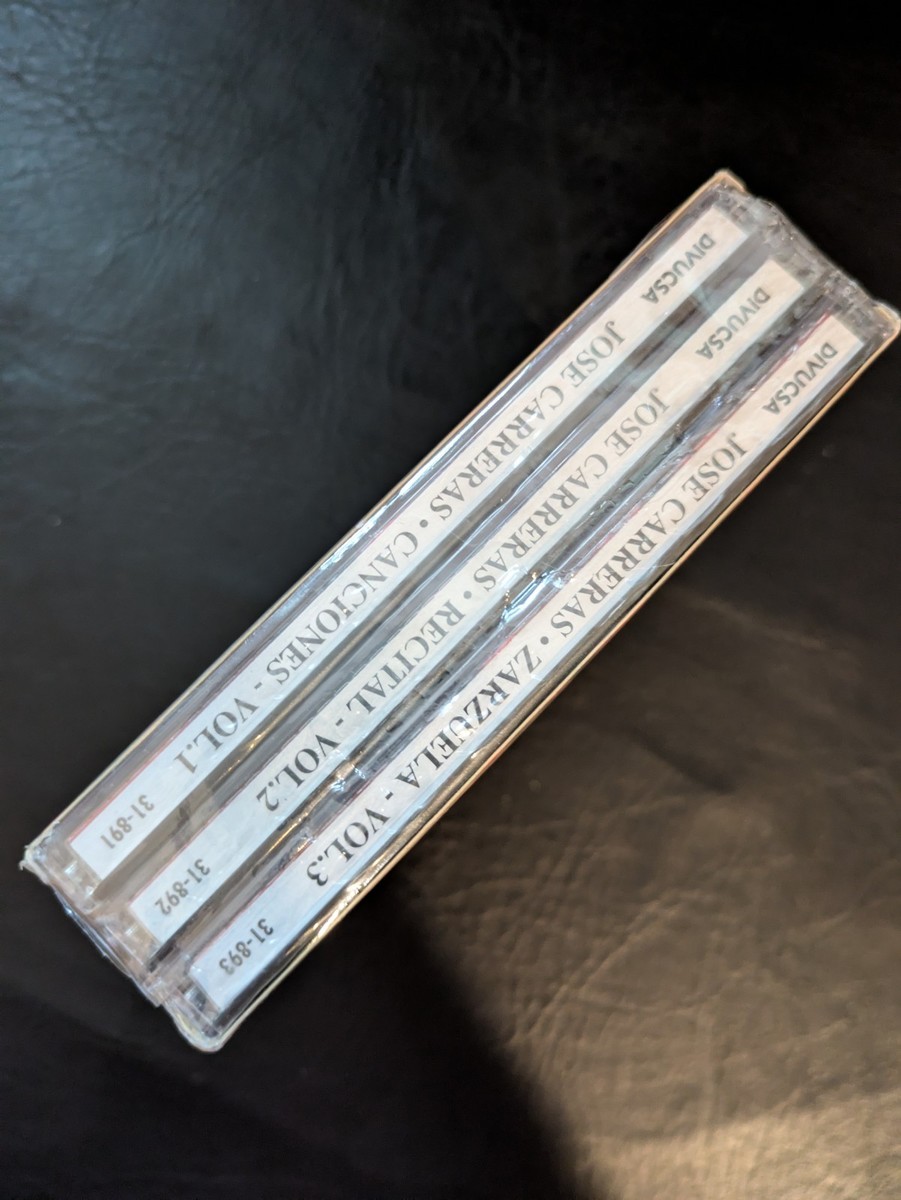 DIVUCSA JOSE CARRERAS • CANCIONES - VOL.1 31-891
DIVUCSA JOSE CARRERAS • RECITAL - VOL.2 31-892
DIVUCSA JOSE CARRERAS • ZARZUELA - VOL.3 31-893